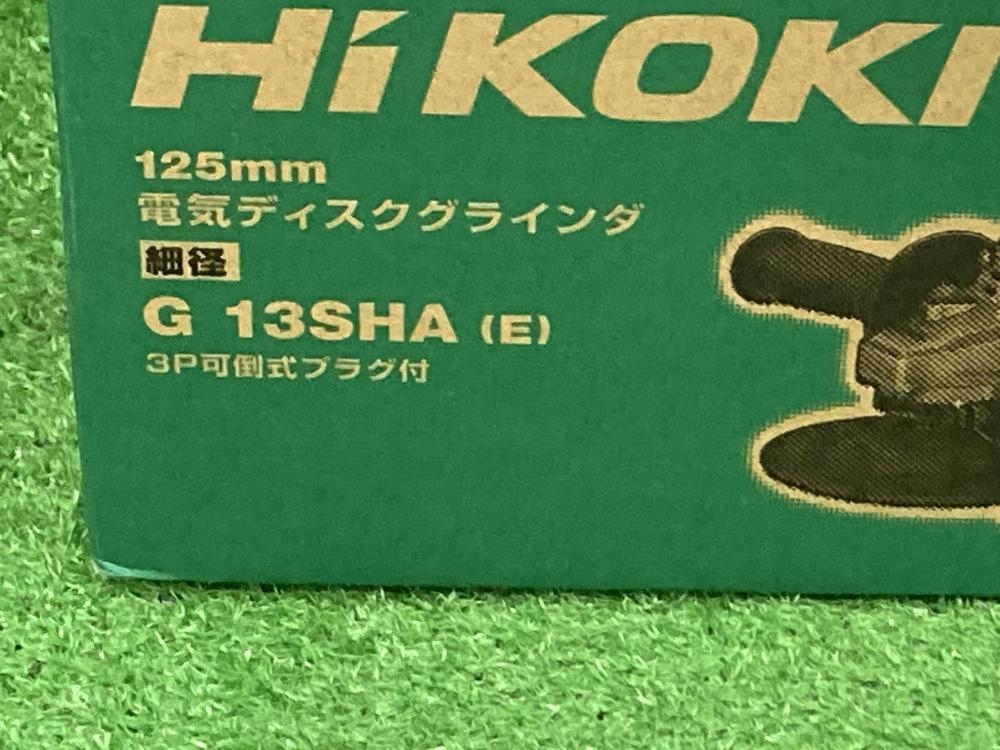 HiKOKI
125mm
電気ディスクグラインダ
細径
G 13SHA (E)
3P可倒式プラグ付